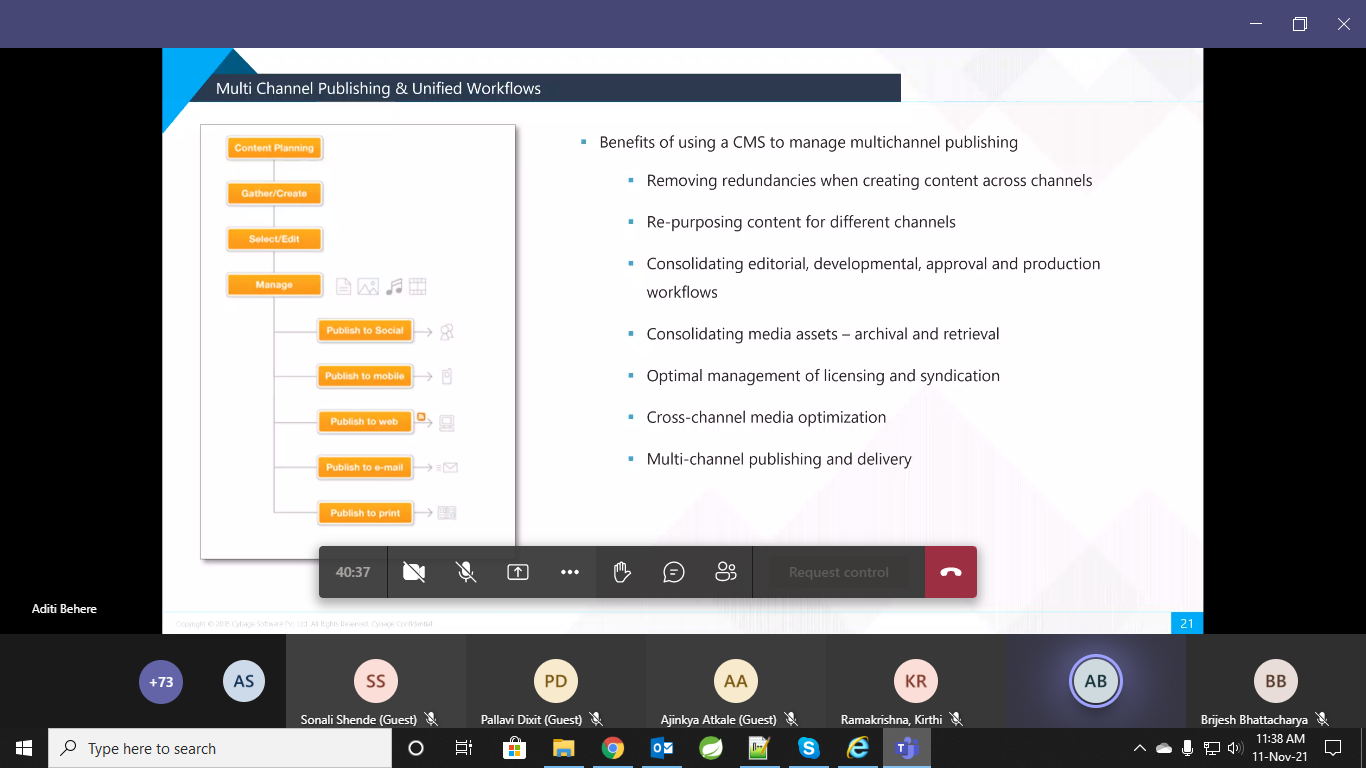 Multi Channel Publishing & Unified Workflows
Content Planning
Gather/Create
Select/Edit
Manage
Publish to Social
Publish to mobile
Publish to web
Publish to e-mail
Publish to print
Benefits of using a CMS to manage multichannel publishing
Removing redundancies when creating content across channels
Re-purposing content for different channels
Consolidating editorial, developmental, approval and production
workflows
Consolidating media assets – archival and retrieval
Optimal management of licensing and syndication
Cross-channel media optimization
Multi-channel publishing and delivery
40:37
Request control
Aditi Behere
Copyright © 2015 Cybage Software Pvt. Ltd. All Rights Reserved. Cybage Confidential.
21
+73
AS
SS
PD
AA
KR
AB
BB
Sonali Shende (Guest)
Pallavi Dixit (Guest)
Ajinkya Atkale (Guest)
Ramakrishna, Kirthi
Brijesh Bhattacharya
Type here to search
11:38 AM
11-Nov-21